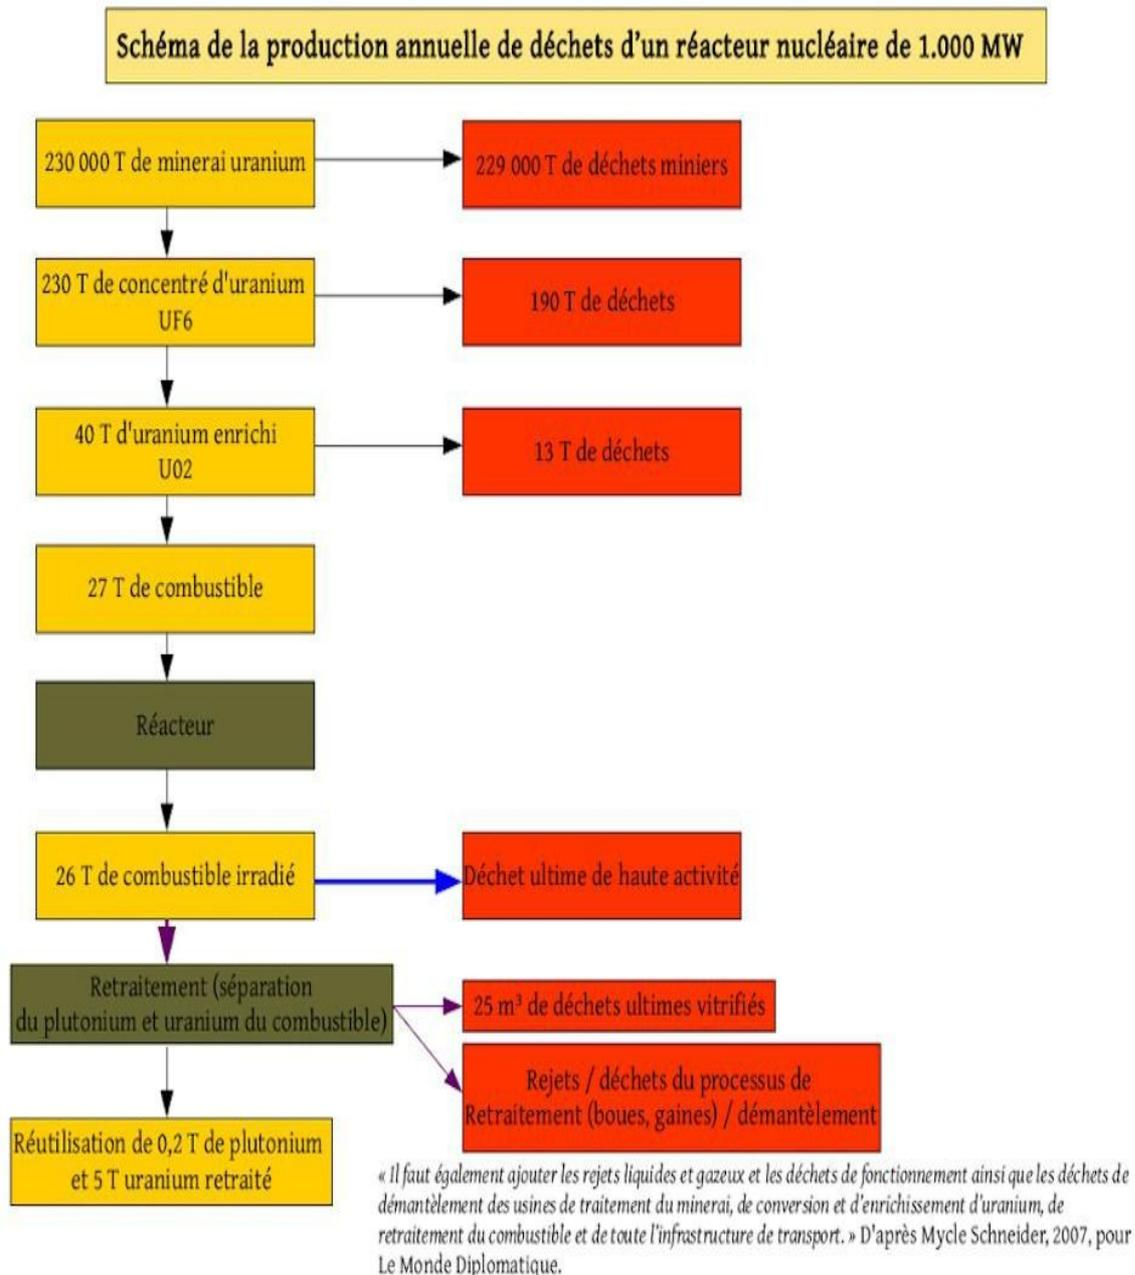 Schéma de la production annuelle de déchets d'un réacteur nucléaire de 1.000 MW
230 000 T de minerai uranium
229 000 T de déchets miniers
230 T de concentré d'uranium
UF6
190 T de déchets
40 T d'uranium enrichi
UO2
13 T de déchets
27 T de combustible
Réacteur
26 T de combustible irradié
Déchet ultime de haute activité
Retraitement (séparation
du plutonium et uranium du combustible)
25 m³ de déchets ultimes vitrifiés
Rejets / déchets du processus de
Retraitement (boues, gaines) / démantèlement
Réutilisation de 0,2 T de plutonium
et 5 T uranium retraité
« Il faut également ajouter les rejets liquides et gazeux et les déchets de fonctionnement ainsi que les déchets de
démantèlement des usines de traitement du minerai, de conversion et d'enrichissement d'uranium, de
retraitement du combustible et de toute l'infrastructure de transport. » D'après Mycle Schneider, 2007, pour
Le Monde Diplomatique.